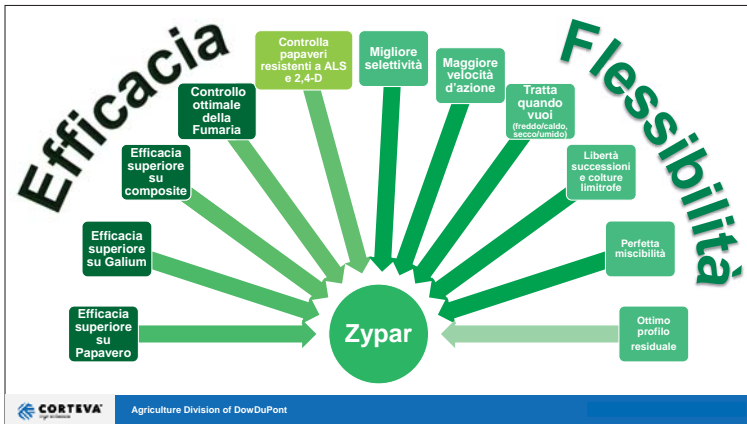 Efficacia
Flessibilità
Efficacia
superiore
su
Papavero
Efficacia
superiore
su Galium
Efficacia
superiore
su
composite
Controllo
ottimale
della
Fumaria
Controlla
papaveri
resistenti a ALS
e 2,4-D
Migliore
selettività
Maggiore
velocità
d'azione
Tratta
quando
vuoi
(freddo/caldo,
secco/umido)
Libertà
successioni
e colture
limitrofe
Perfetta
miscibilità
Ottimo
profilo
residuale
Zypar
CORTEVA
Agriculture Division of DowDuPont